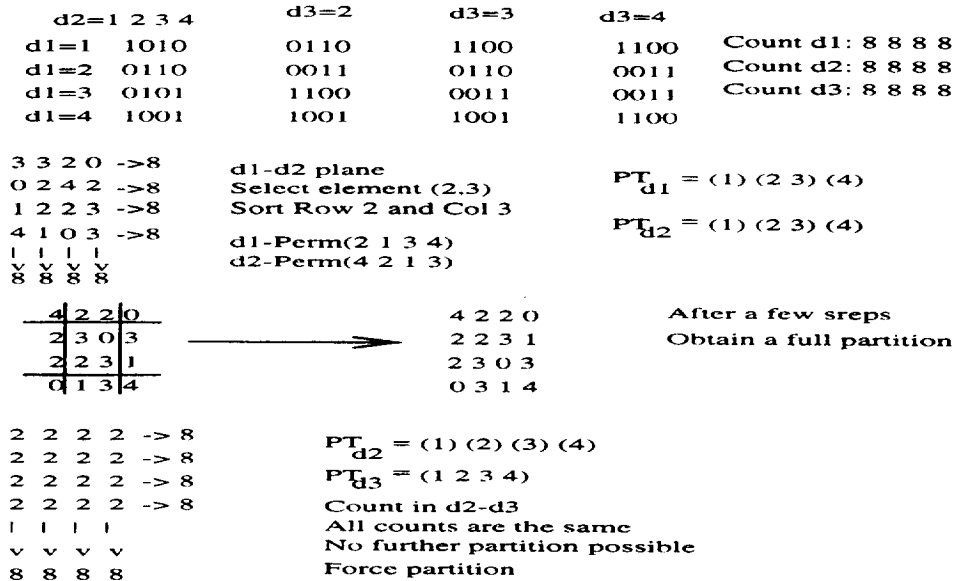 d2=1 2 3 4 d3=2 d3=3 d3=4
d1=1 1010 0110 1100 1100 Count d1: 8 8 8 8
d1=2 0110 0011 0110 0011 Count d2: 8 8 8 8
d1=3 0101 1100 0011 0011 Count d3: 8 8 8 8
d1=4 1001 1001 1001 1100
3 3 2 0 ->8
0 2 4 2 ->8
1 2 2 3 ->8
4 1 0 3 ->8
8 8 8 8
d1-d2 plane
Select element (2,3)
Sort Row 2 and Col 3
d1-Perm(2 1 3 4)
d2-Perm(4 2 1 3)
PT d1 = (1) (2 3) (4)
PT d2 = (1) (2 3) (4)
4 2 2 0
2 3 0 3
2 2 3 1
0 1 3 4
4 2 2 0
2 2 3 1
2 3 0 3
0 3 1 4
After a few sreps
Obtain a full partition
2 2 2 2 -> 8
2 2 2 2 -> 8
2 2 2 2 -> 8
2 2 2 2 -> 8
8 8 8 8
PT d2 = (1) (2) (3) (4)
PT d3 = (1 2 3 4)
Count in d2-d3
All counts are the same
No further partition possible
Force partition